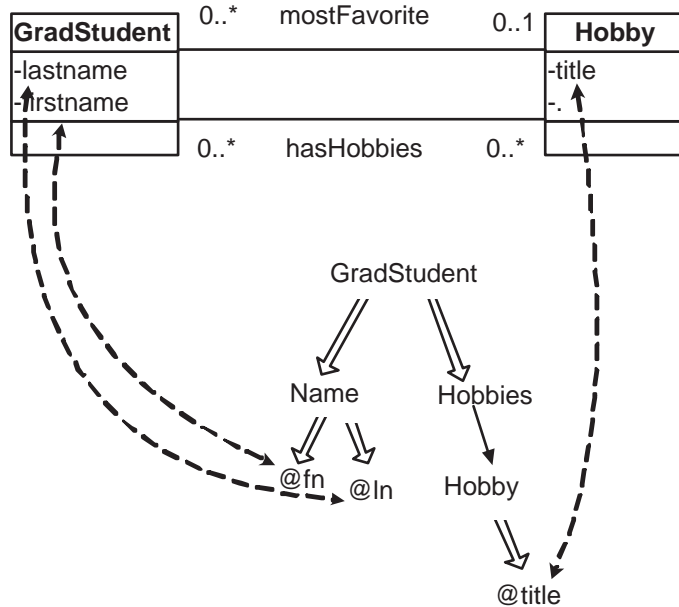 0..* mostFavorite 0..1
GradStudent Hobby
-lastname -title
-firstname -.
0..* hasHobbies 0..*
GradStudent
Name Hobbies
@fn @ln Hobby
@title